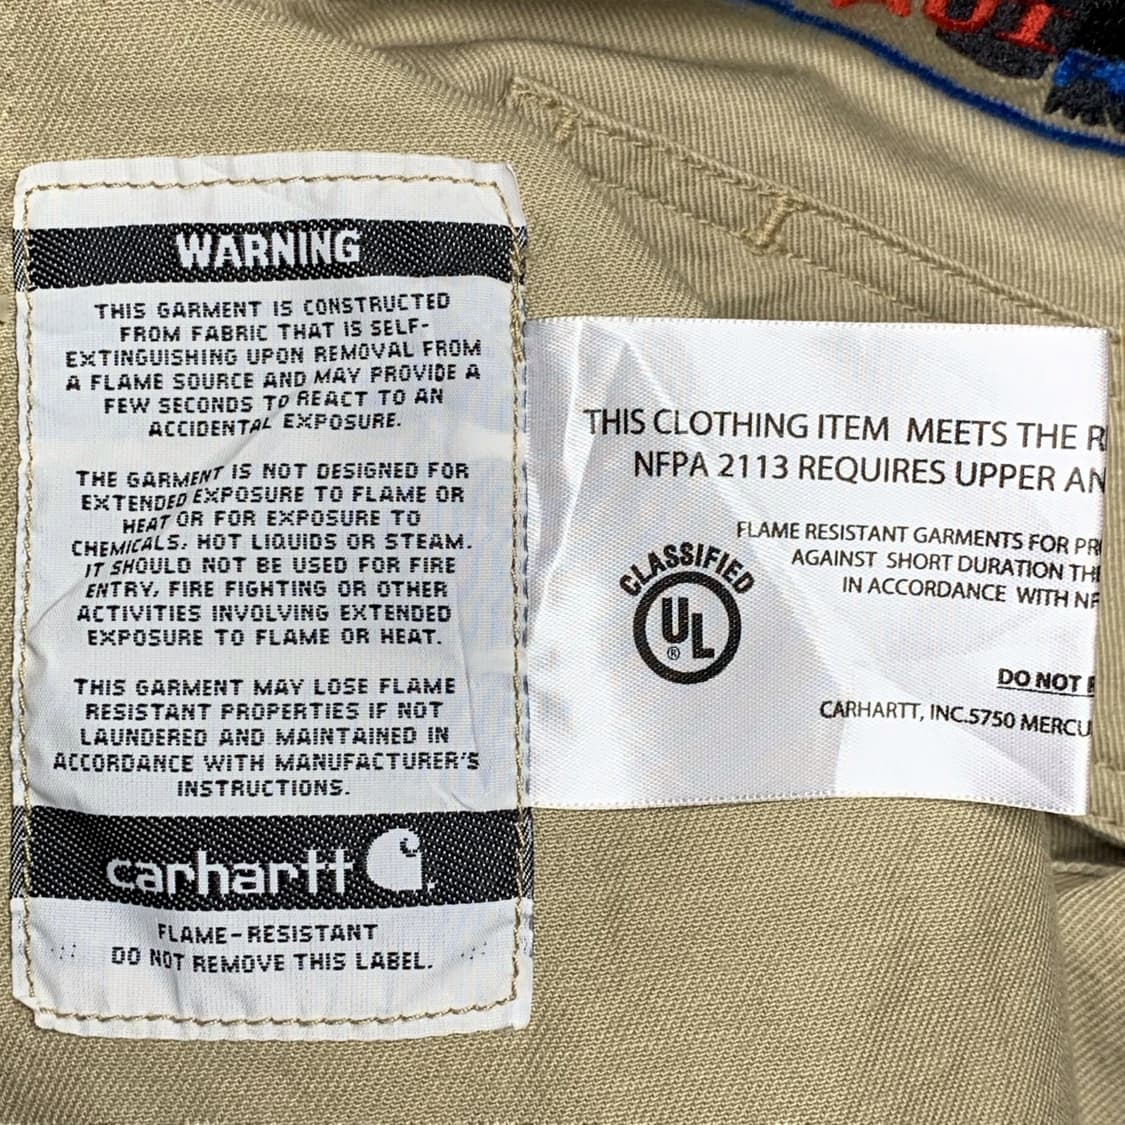 WARNING
THIS GARMENT IS CONSTRUCTED
FROM FABRIC THAT IS SELF-
EXTINGUISHING UPON REMOVAL FROM
A FLAME SOURCE AND MAY PROVIDE A
FEW SECONDS TO REACT TO AN
ACCIDENTAL EXPOSURE.
THE GARMENT IS NOT DESIGNED FOR
EXTENDED EXPOSURE TO FLAME OR
HEAT OR FOR EXPOSURE TO
CHEMICALS, HOT LIQUIDS OR STEAM.
IT SHOULD NOT BE USED FOR FIRE
ENTRY, FIRE FIGHTING OR OTHER
ACTIVITIES INVOLVING EXTENDED
EXPOSURE TO FLAME OR HEAT.
THIS GARMENT MAY LOSE FLAME
RESISTANT PROPERTIES IF NOT
LAUNDERED AND MAINTAINED IN
ACCORDANCE WITH MANUFACTURER'S
INSTRUCTIONS.
carhartt
FLAME-RESISTANT
DO NOT REMOVE THIS LABEL.
THIS CLOTHING ITEM MEETS THE
NFPA 2113 REQUIRES UPPER
FLAME RESISTANT GARMENTS FOR
AGAINST SHORT DURATION
IN ACCORDANCE WITH
CLASSIFIED
UL
®
DO NOT
CARHARTT, INC.5750